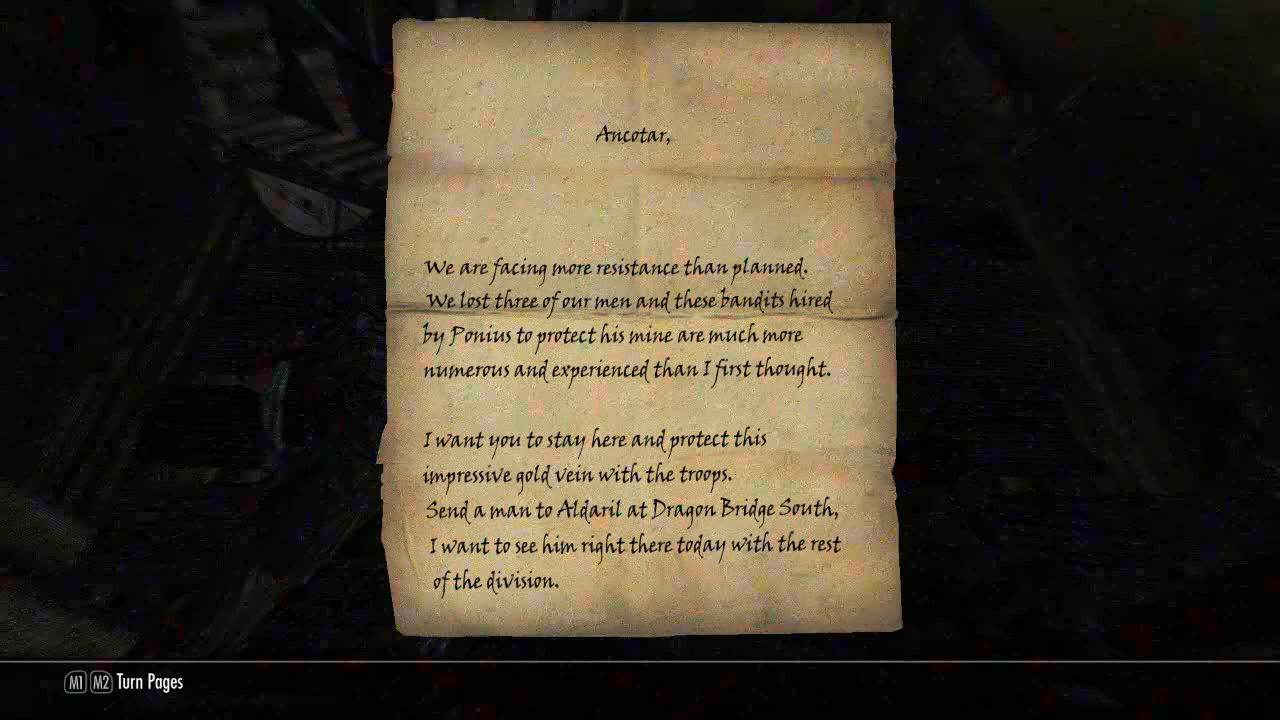 Ancotar,
We are facing more resistance than planned.
We lost three of our men and these bandits hired
by Ponius to protect his mine are much more
numerous and experienced than I first thought.
I want you to stay here and protect this
impressive gold vein with the troops.
Send a man to Aldaril at Dragon Bridge South,
I want to see him right there today with the rest
of the division.
M1 M2 Turn Pages